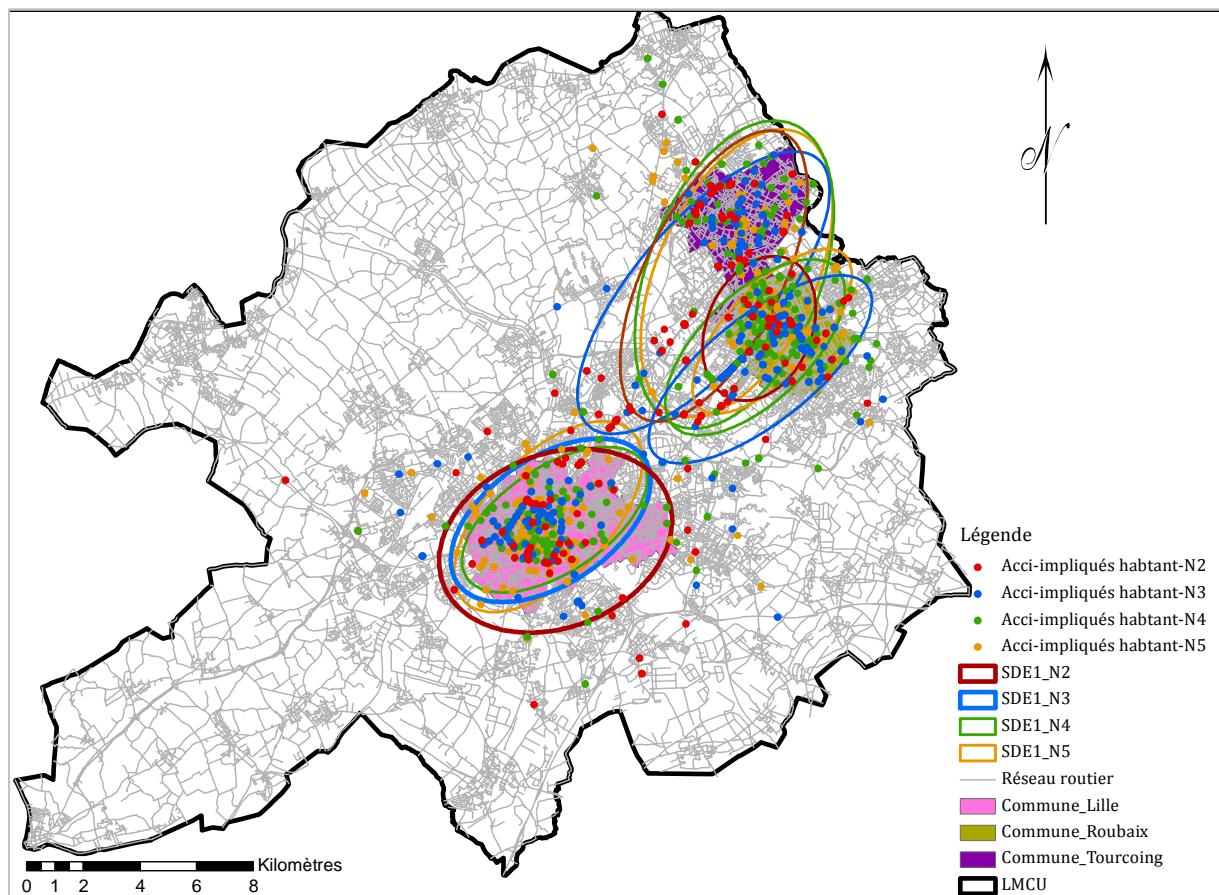 N
Légende
Acci-impliqués habtant-N2
Acci-impliqués habtant-N3
Acci-impliqués habtant-N4
Acci-impliqués habtant-N5
SDE1_N2
SDE1_N3
SDE1_N4
SDE1_N5
Réseau routier
Commune_Lille
Commune_Roubaix
Commune_Tourcoing
LMCU
Kilomètres
0 1 2 4 6 8